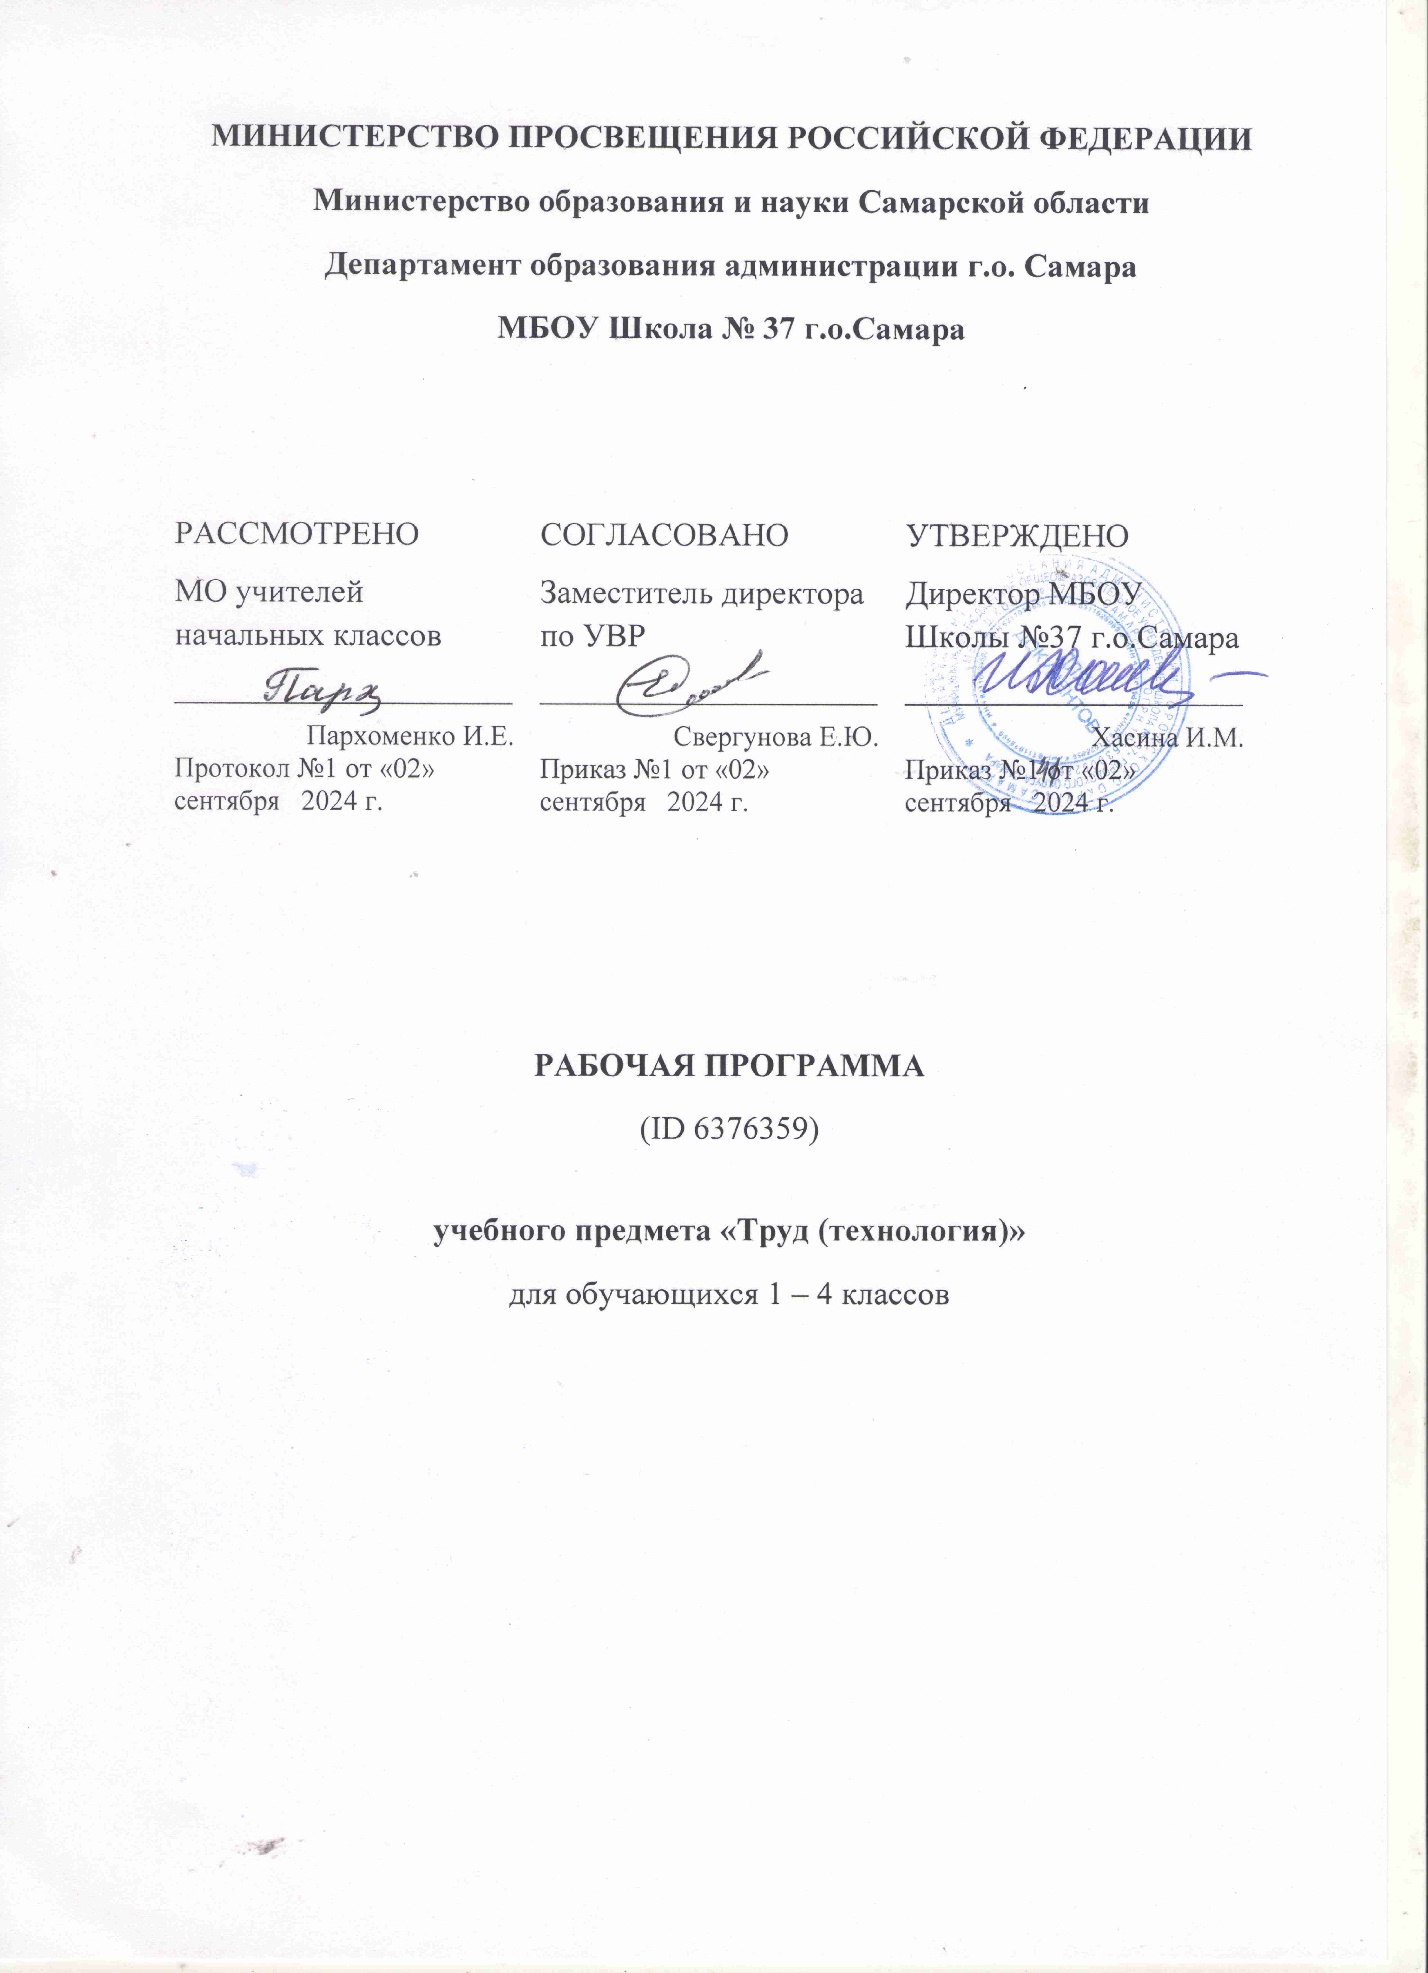 МИНИСТЕРСТВО ПРОСВЕЩЕНИЯ РОССИЙСКОЙ ФЕДЕРАЦИИ
Министерство образования и науки Самарской области
Департамент образования администрации г.о. Самара
МБОУ Школа № 37 г.о.Самара
РАССМОТРЕНО
МО учителей
начальных классов
Парх
Пархоменко И.Е.
Протокол №1 от «02»
сентября 2024 г.
СОГЛАСОВАНО
Заместитель директора
по УВР
Свергунова Е.Ю.
Приказ №1 от «02»
сентября 2024 г.
УТВЕРЖДЕНО
Директор МБОУ
Школы №37 г.о.Самара
Хасина И.М.
Приказ от «02»
сентября 2024 г.
РАБОЧАЯ ПРОГРАММА
(ID 6376359)
учебного предмета «Труд (технология)»
для обучающихся 1 – 4 классов